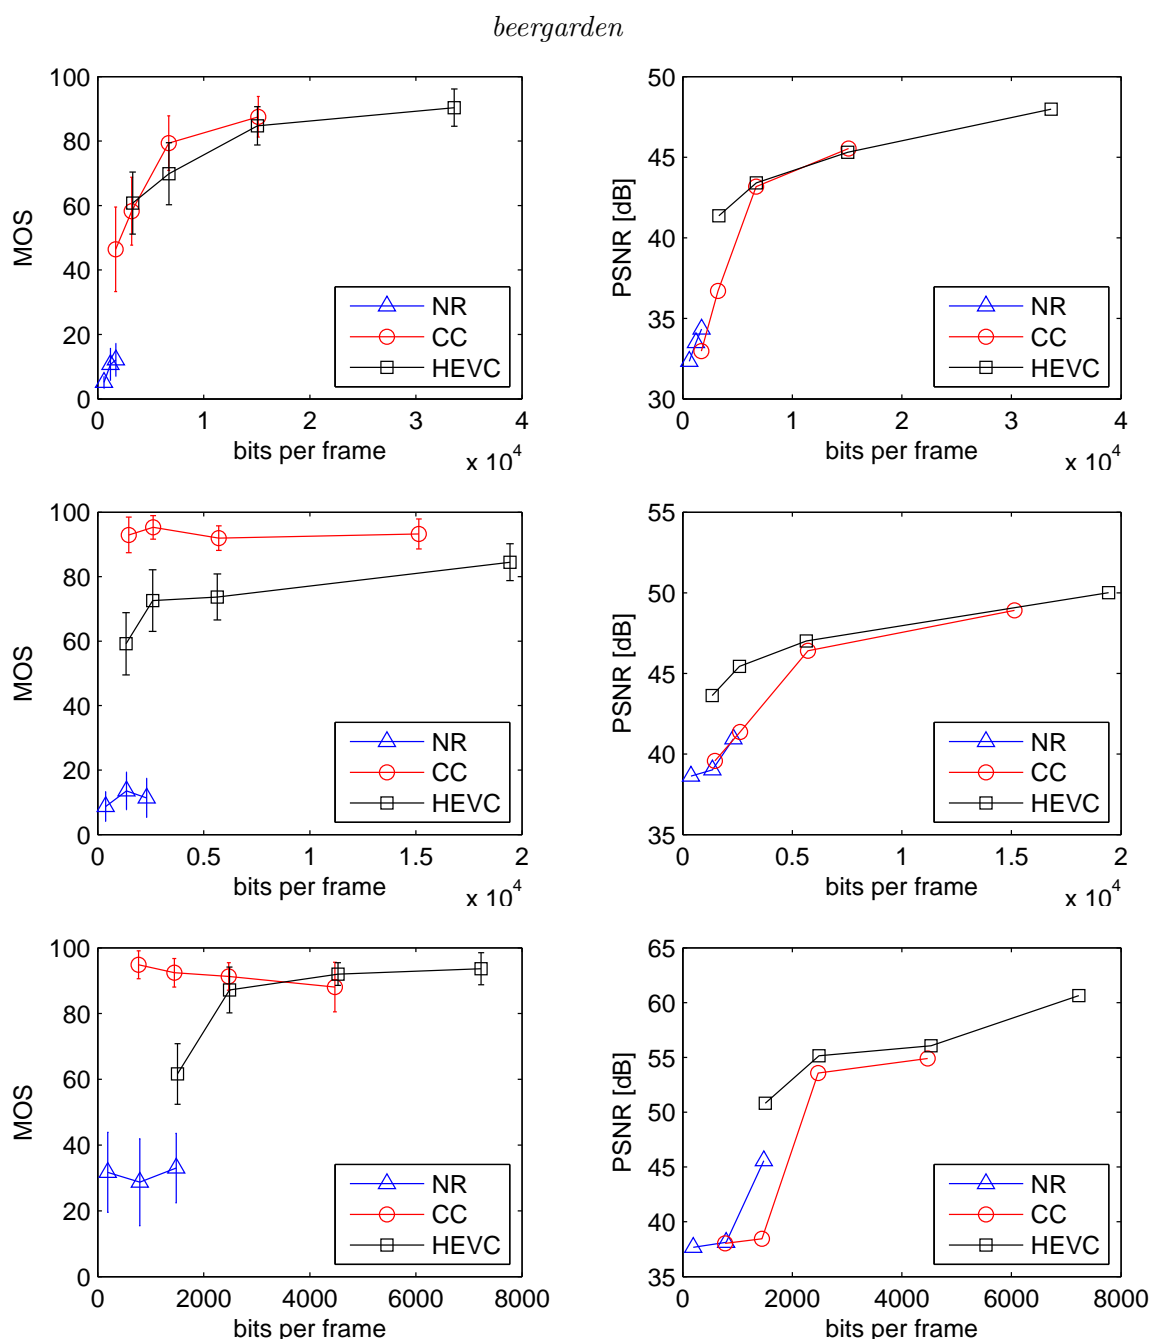 beergarden
100
80
60
40
20
0
MOS
0 1 2 3 4
bits per frame
x 10^4
NR
CC
HEVC
50
45
40
35
30
PSNR [dB]
0 1 2 3 4
bits per frame
x 10^4
NR
CC
HEVC
100
80
60
40
20
0
MOS
0 0.5 1 1.5 2
bits per frame
x 10^4
NR
CC
HEVC
55
50
45
40
35
PSNR [dB]
0 0.5 1 1.5 2
bits per frame
x 10^4
NR
CC
HEVC
100
80
60
40
20
0
MOS
0 2000 4000 6000 8000
bits per frame
NR
CC
HEVC
65
60
55
50
45
40
35
PSNR [dB]
0 2000 4000 6000 8000
bits per frame
NR
CC
HEVC